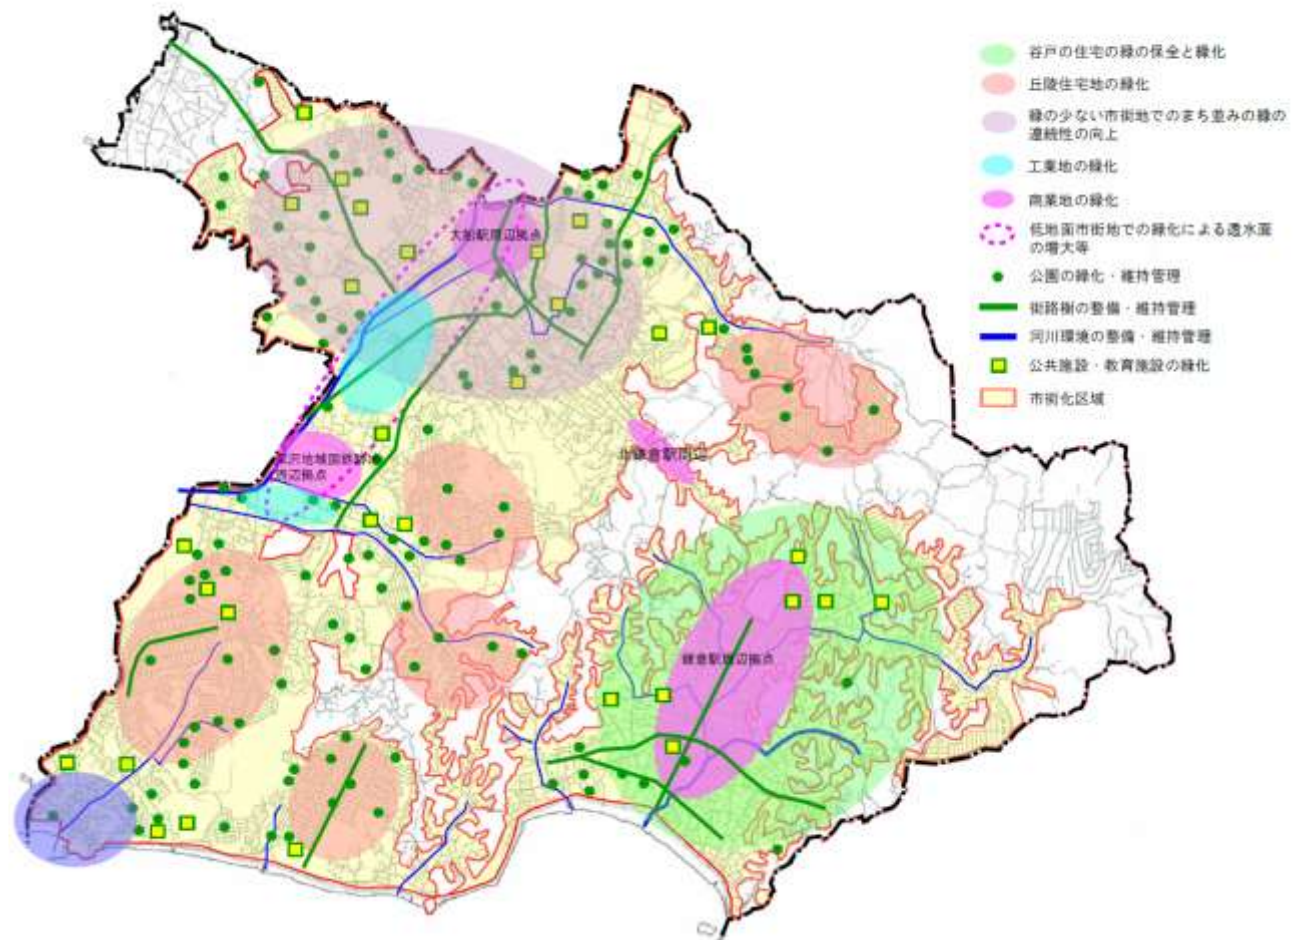 谷戸の住宅の緑の保全と緑化
丘陵住宅地の緑化
緑の少ない市街地でのまち並みの緑の
連続性の向上
工業地の緑化
商業地の緑化
低地面市街地での緑化による透水面
の増大等
公園の緑化・維持管理
街路樹の整備・維持管理
河川環境の整備・維持管理
公共施設・教育施設の緑化
市街化区域
大船駅周辺拠点
深沢地域国鉄跡地
周辺拠点
北鎌倉駅周辺
鎌倉駅周辺拠点